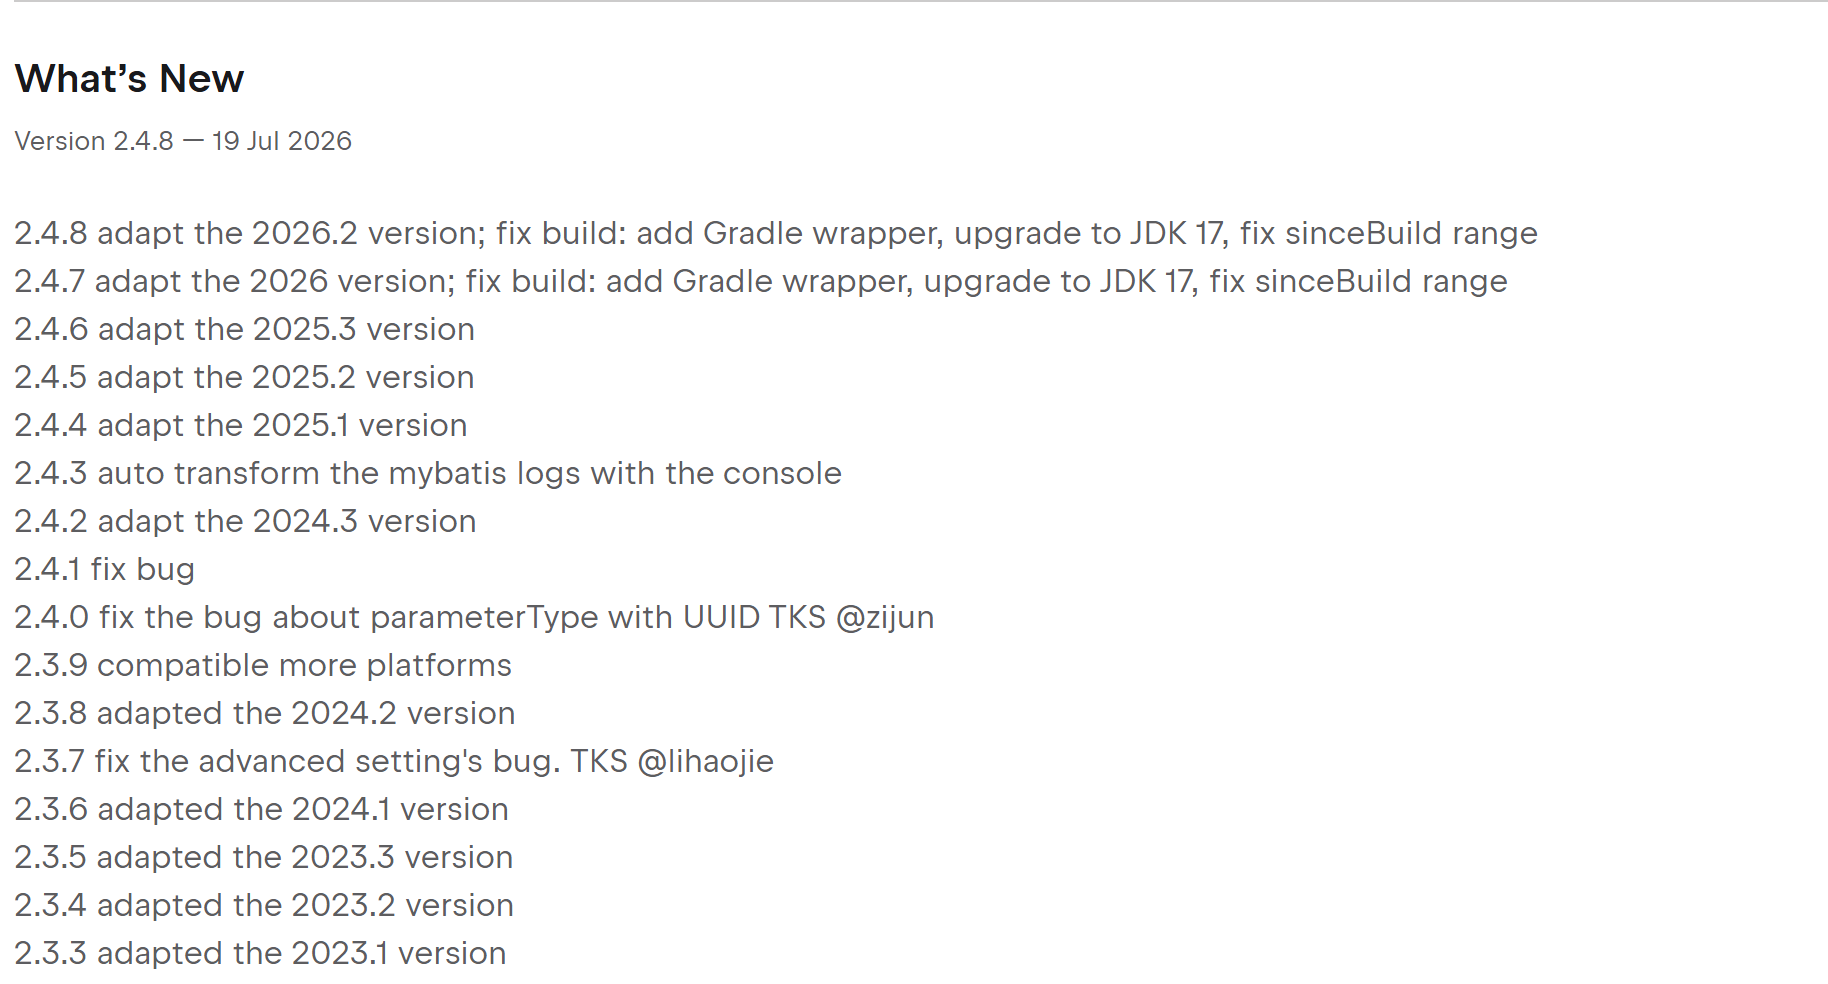 What’s New
Version 2.4.8 — 19 Jul 2026
2.4.8 adapt the 2026.2 version; fix build: add Gradle wrapper, upgrade to JDK 17, fix sinceBuild range
2.4.7 adapt the 2026 version; fix build: add Gradle wrapper, upgrade to JDK 17, fix sinceBuild range
2.4.6 adapt the 2025.3 version
2.4.5 adapt the 2025.2 version
2.4.4 adapt the 2025.1 version
2.4.3 auto transform the mybatis logs with the console
2.4.2 adapt the 2024.3 version
2.4.1 fix bug
2.4.0 fix the bug about parameterType with UUID TKS @zijun
2.3.9 compatible more platforms
2.3.8 adapted the 2024.2 version
2.3.7 fix the advanced setting's bug. TKS @lihaojie
2.3.6 adapted the 2024.1 version
2.3.5 adapted the 2023.3 version
2.3.4 adapted the 2023.2 version
2.3.3 adapted the 2023.1 version